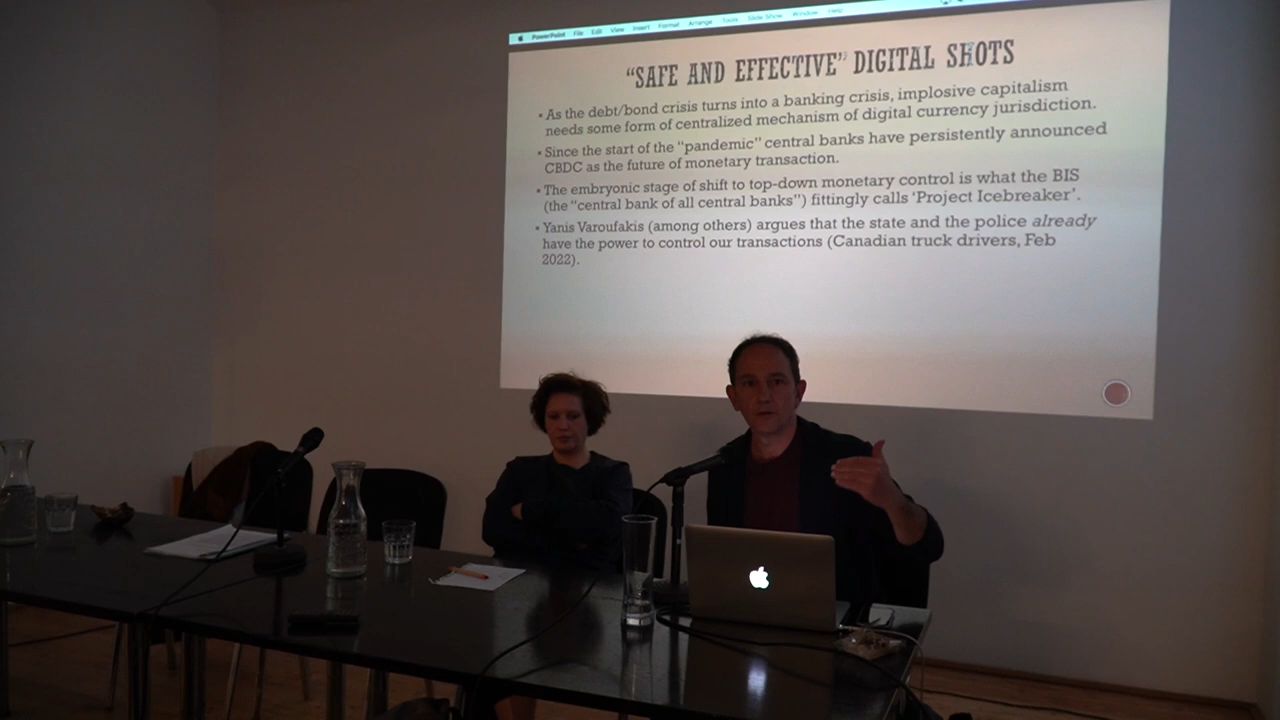 PowerPoint File Edit View Insert Format Arrange Tools Slide Show Window Help
“SAFE AND EFFECTIVE” DIGITAL SHOTS
▪ As the debt/bond crisis turns into a banking crisis, implosive capitalism
needs some form of centralized mechanism of digital currency jurisdiction.
▪ Since the start of the “pandemic” central banks have persistently announced
CBDC as the future of monetary transaction.
▪ The embryonic stage of shift to top-down monetary control is what the BIS
(the “central bank of all central banks”) fittingly calls ‘Project Icebreaker’.
▪ Yanis Varoufakis (among others) argues that the state and the police already
have the power to control our transactions (Canadian truck drivers, Feb
2022).